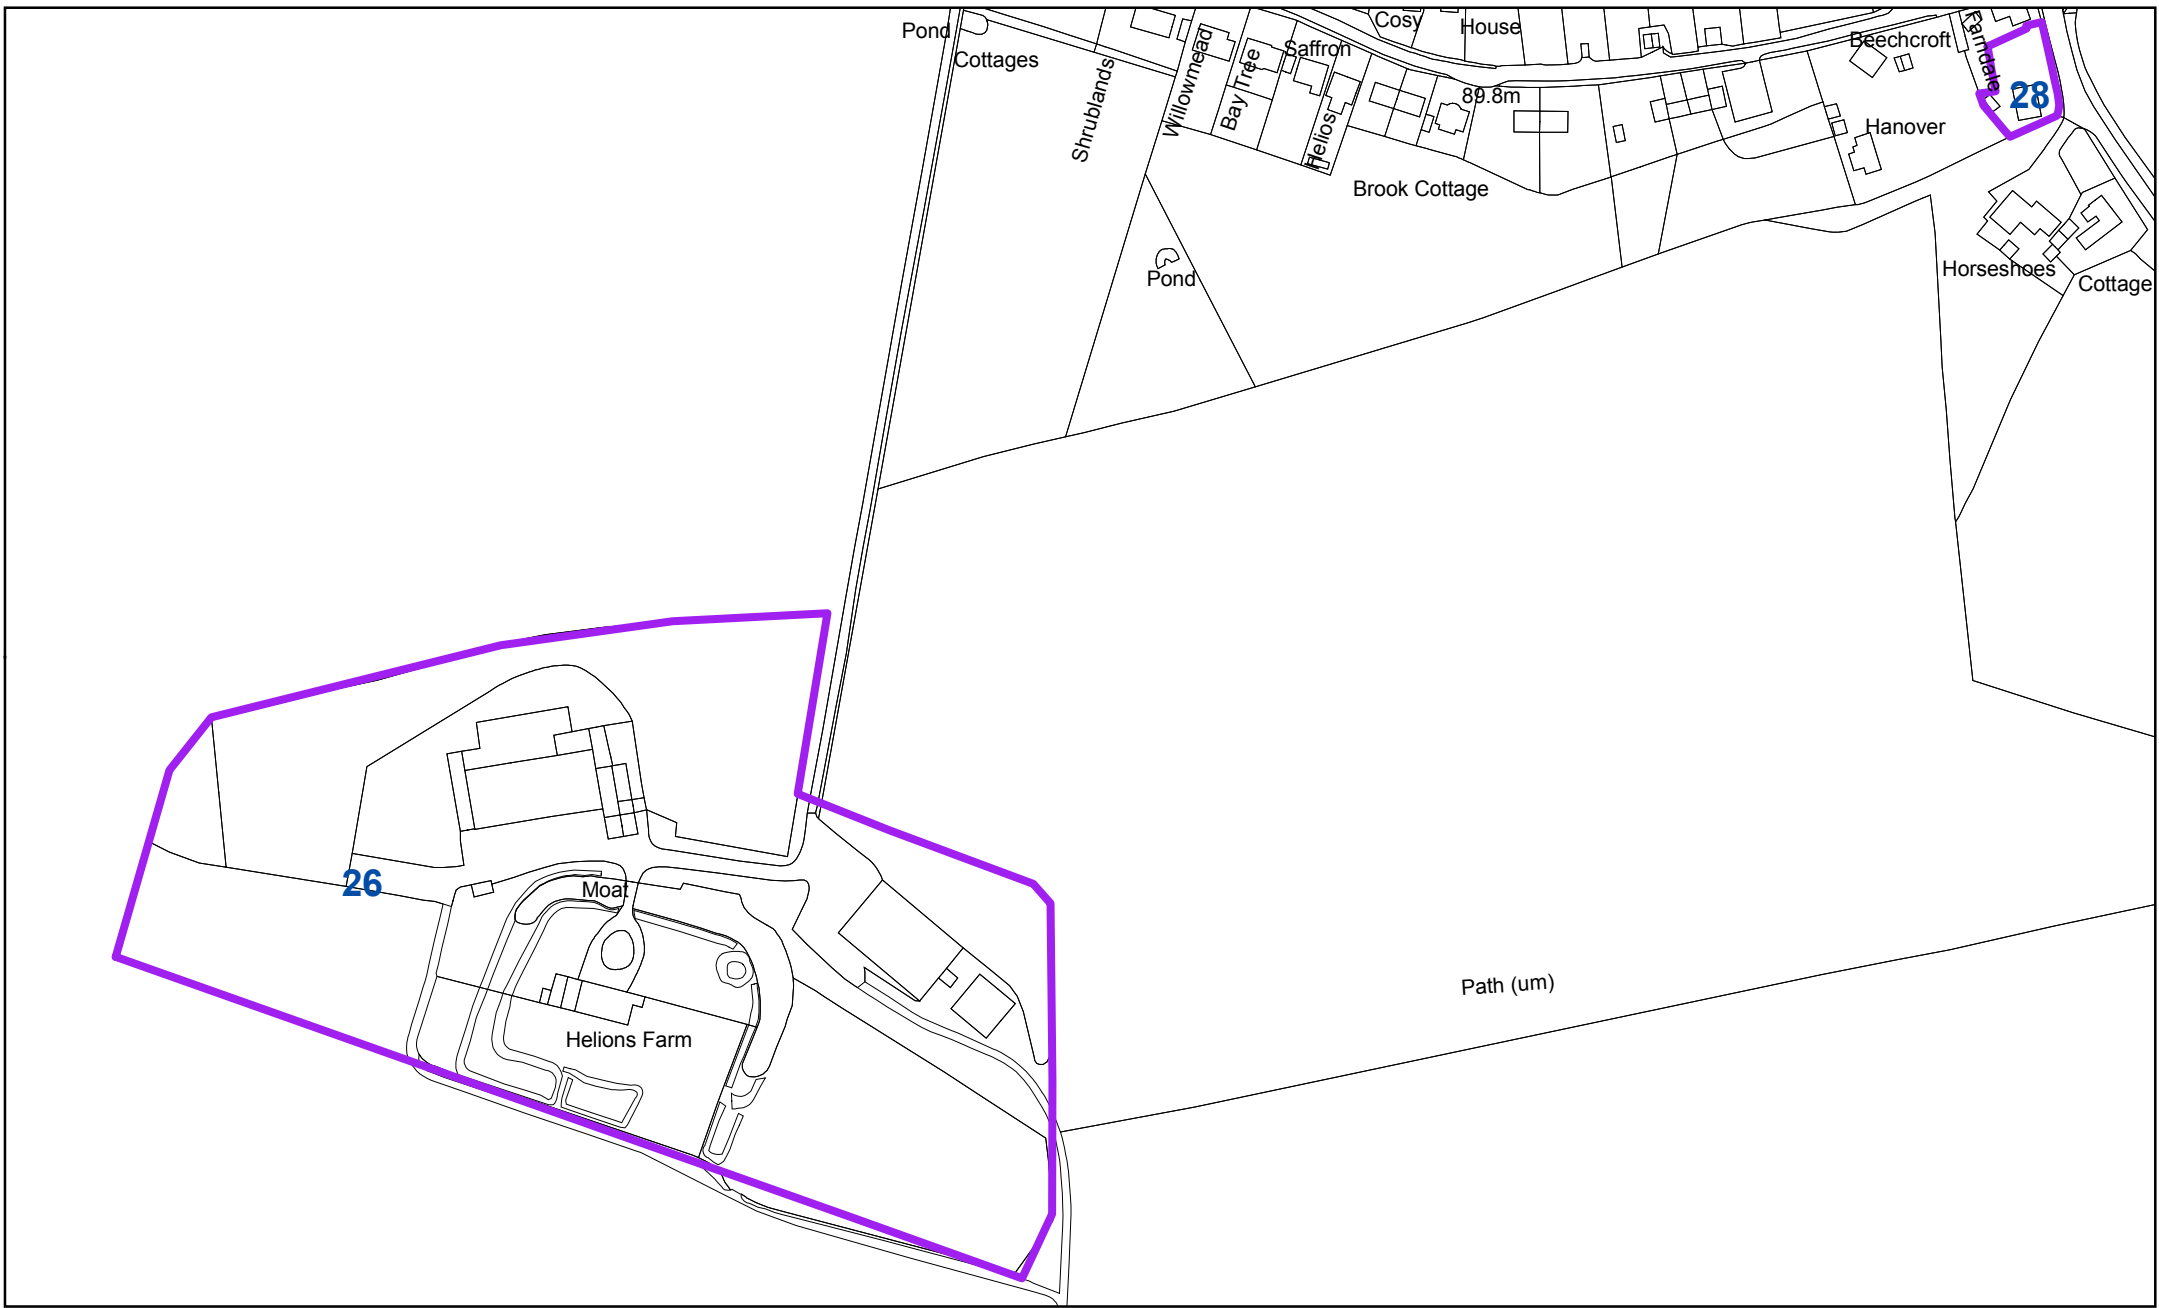 Pond
Cottages
Shrublands
Willowmead
Bay Tree
Saffron
Helios
Cosy
House
89.8m
Brook Cottage
Beechcroft
Farndale
28
Hanover
Horseshoes
Cottage
Pond
26
Moat
Helions Farm
Path (um)